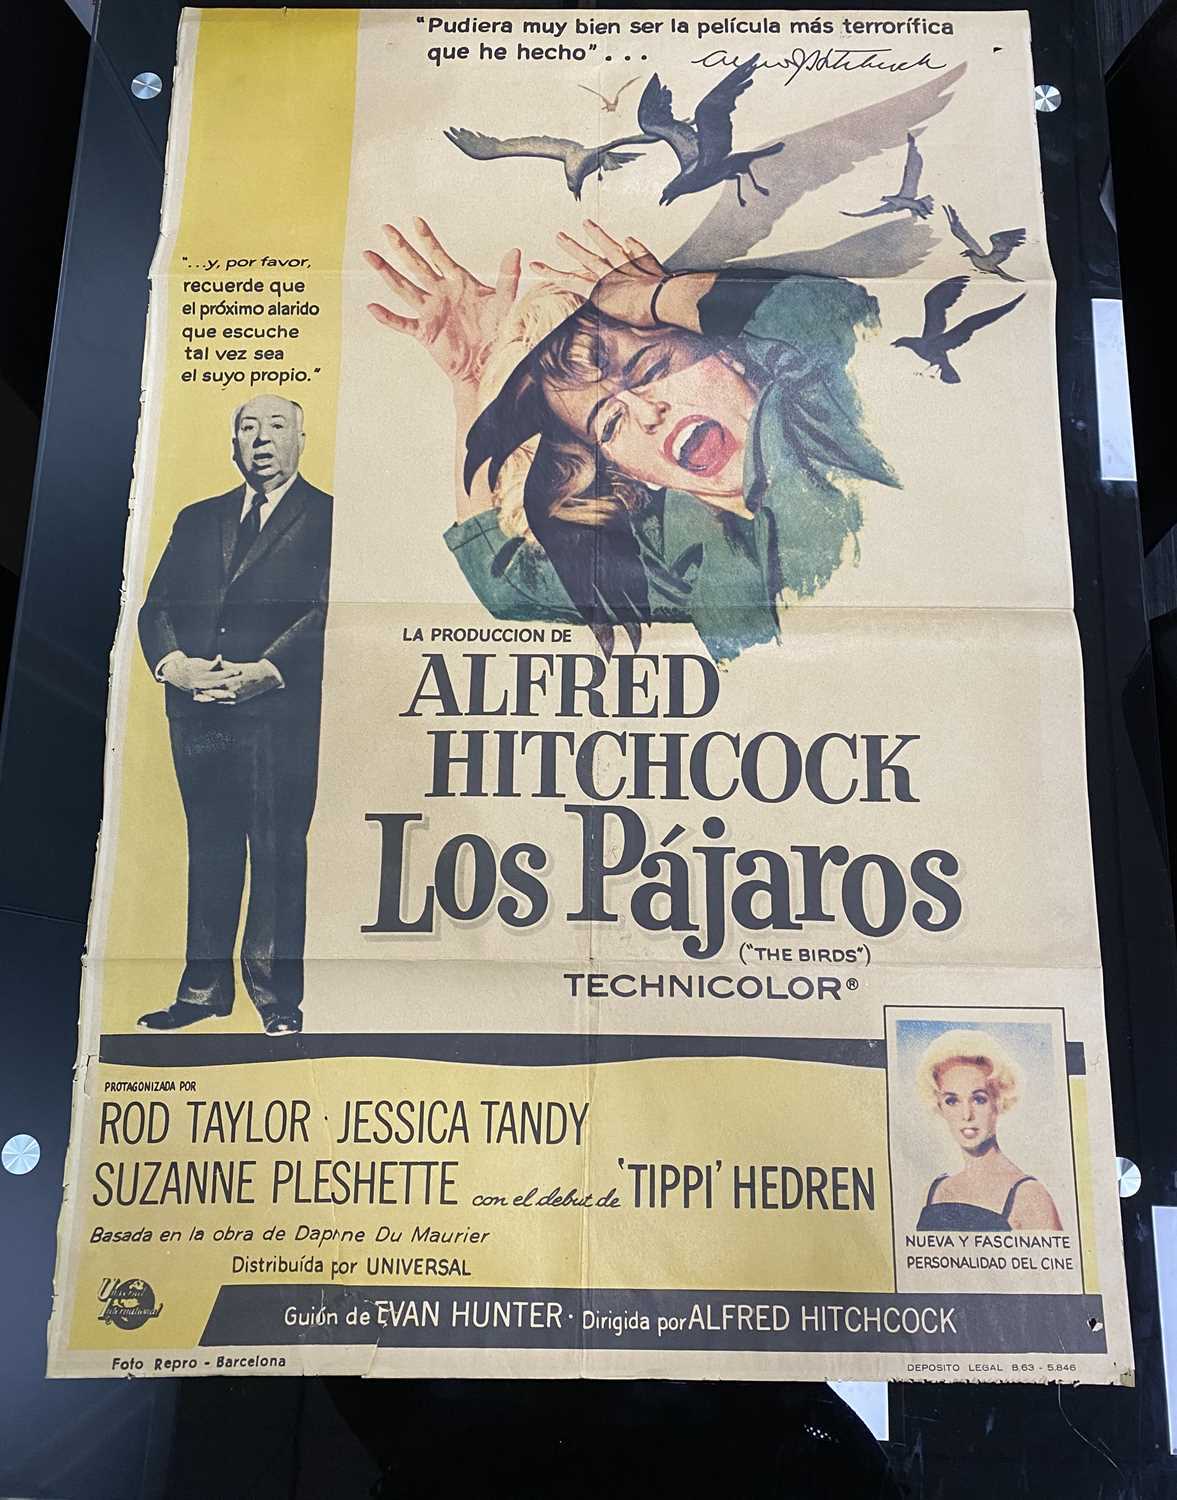 "Pudiera muy bien ser la película más terrorífica
que he hecho"...
Alfred Hitchcock
"...y, por favor,
recuerde que
el próximo alarido
que escuche
tal vez sea
el suyo propio."
LA PRODUCCION DE
ALFRED
HITCHCOCK
Los Pájaros
("THE BIRDS")
TECHNICOLOR®
PROTAGONIZADA POR
ROD TAYLOR · JESSICA TANDY
SUZANNE PLESHETTE con el debut de 'TIPPI' HEDREN
Basada en la obra de Daphne Du Maurier
Distribuída por UNIVERSAL
NUEVA Y FASCINANTE
PERSONALIDAD DEL CINE
Universal
International
Guión de EVAN HUNTER · Dirigida por ALFRED HITCHCOCK
Foto Repro - Barcelona
DEPOSITO LEGAL B.63 - 5.846